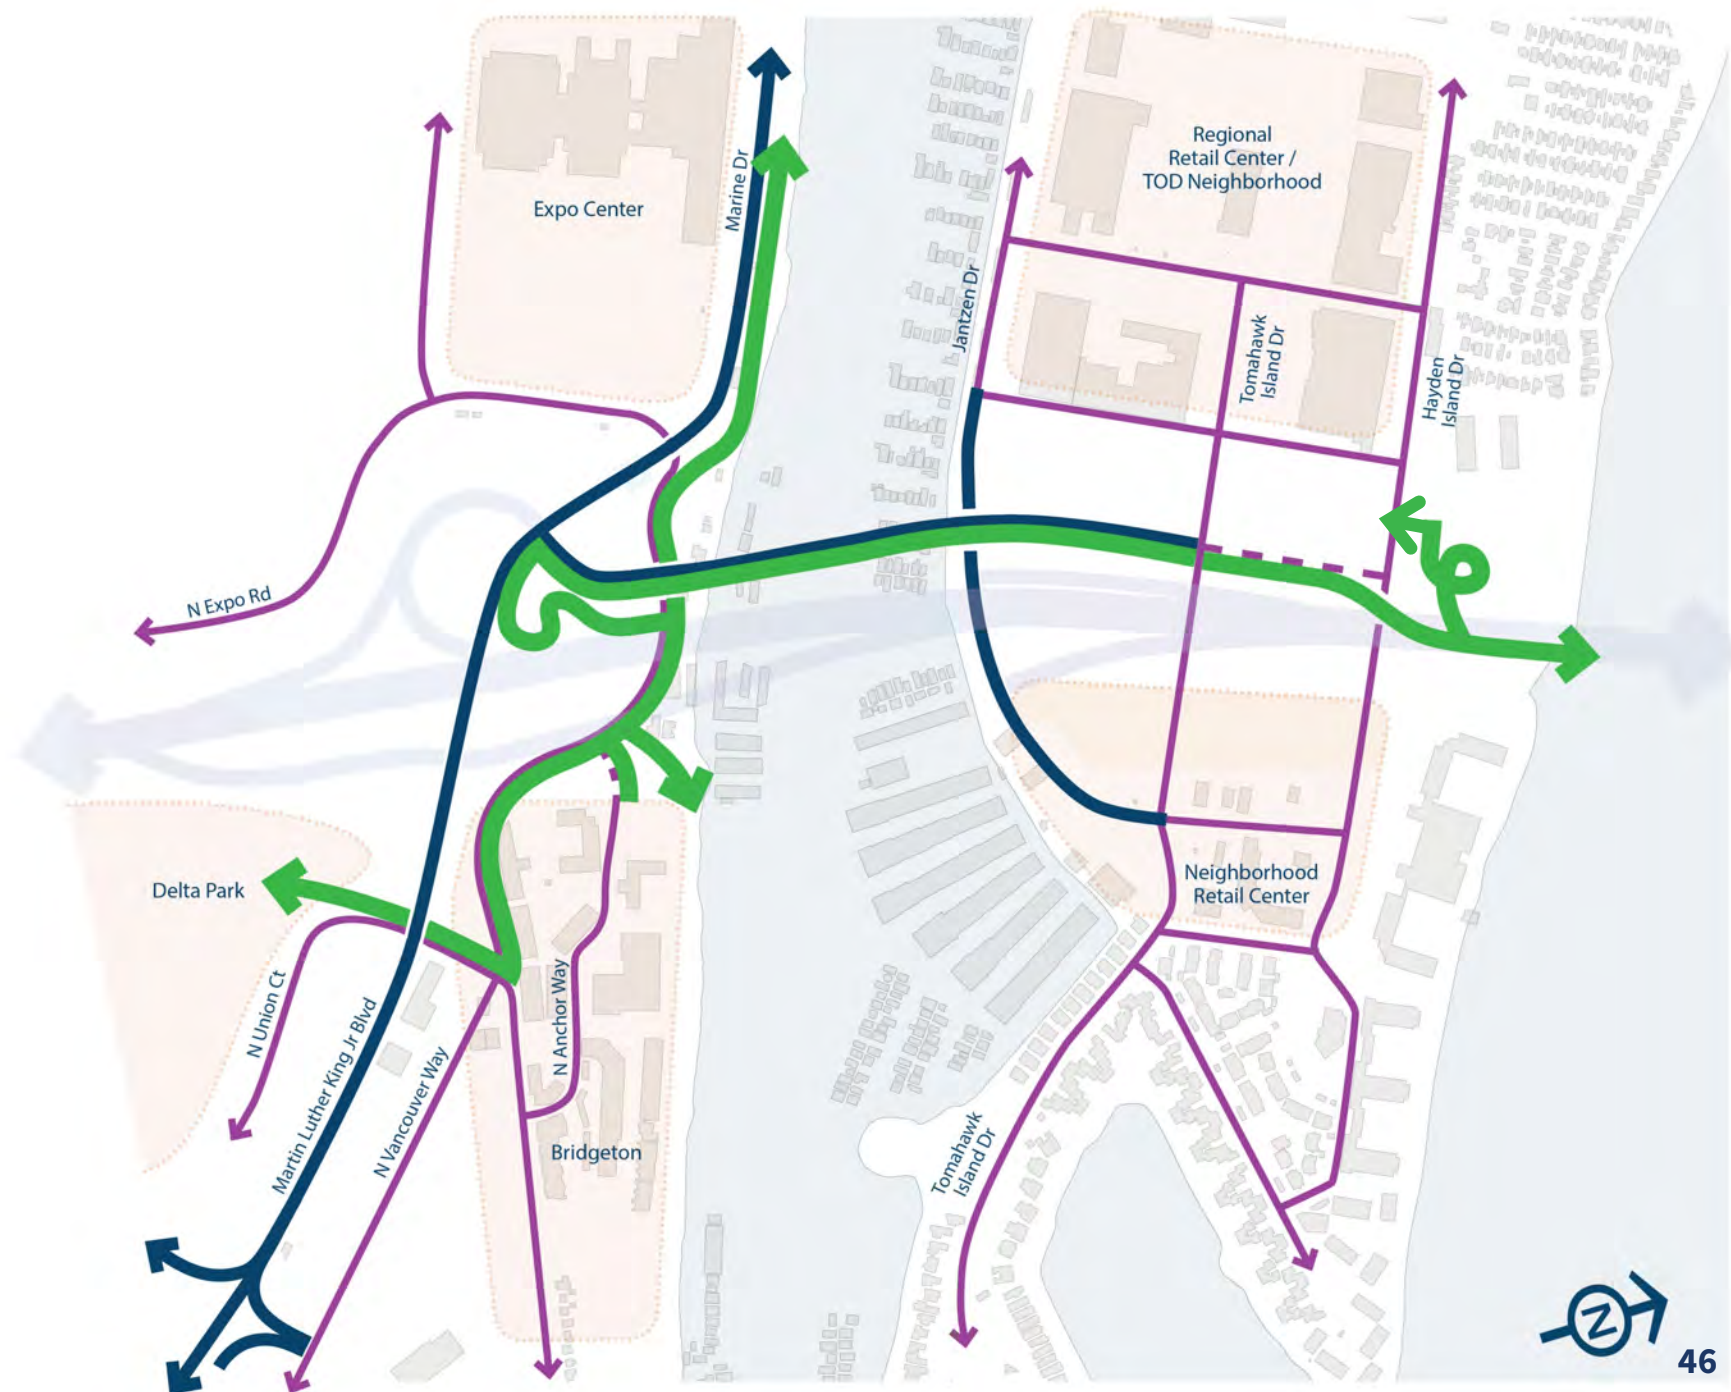 Regional
Retail Center /
TOD Neighborhood
Expo Center
Marine Dr
Jantzen Dr
Tomahawk
Island Dr
Hayden
Island Dr
N Expo Rd
Delta Park
Neighborhood
Retail Center
N Union Ct
N Anchor Way
Martin Luther King Jr Blvd
N Vancouver Way
Bridgeton
Tomahawk
Island Dr
N
46